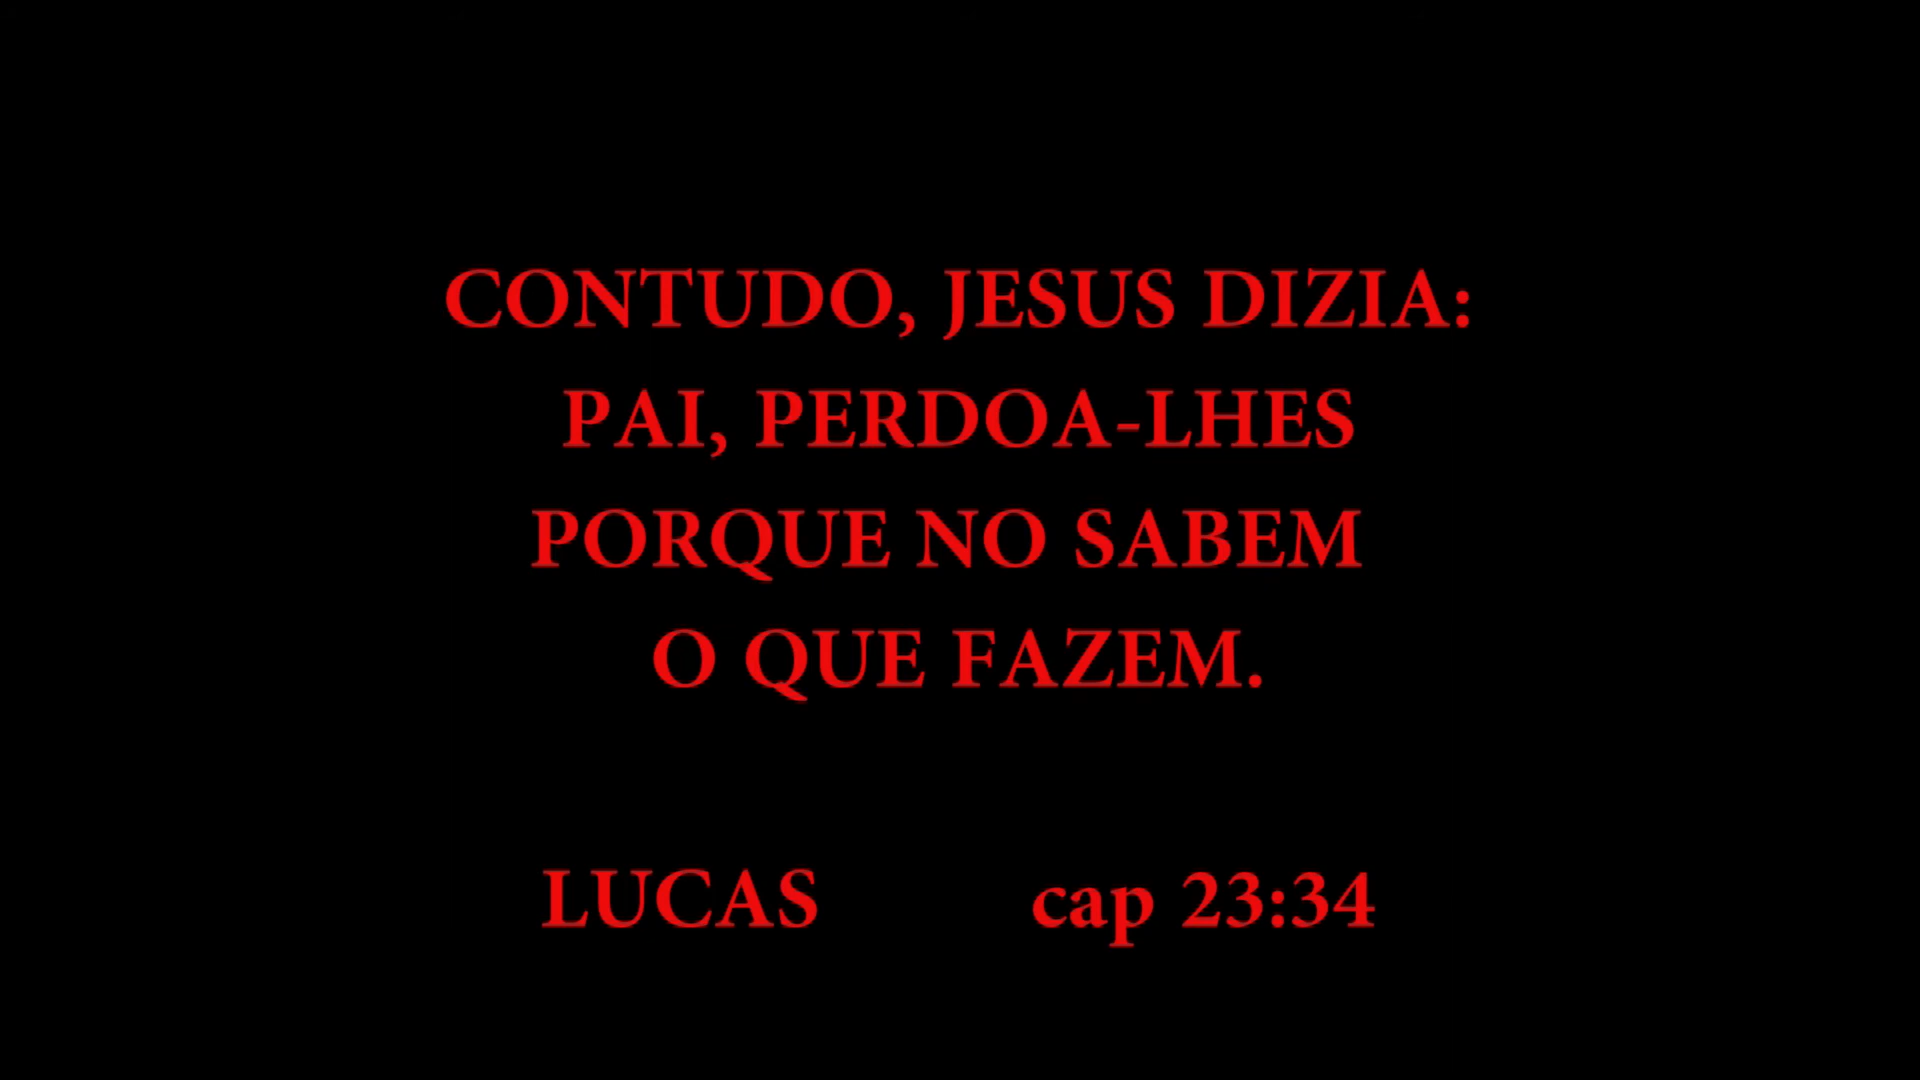 CONTUDO, JESUS DIZIA:
PAI, PERDOA-LHES
PORQUE NO SABEM
O QUE FAZEM.
LUCAS cap 23:34